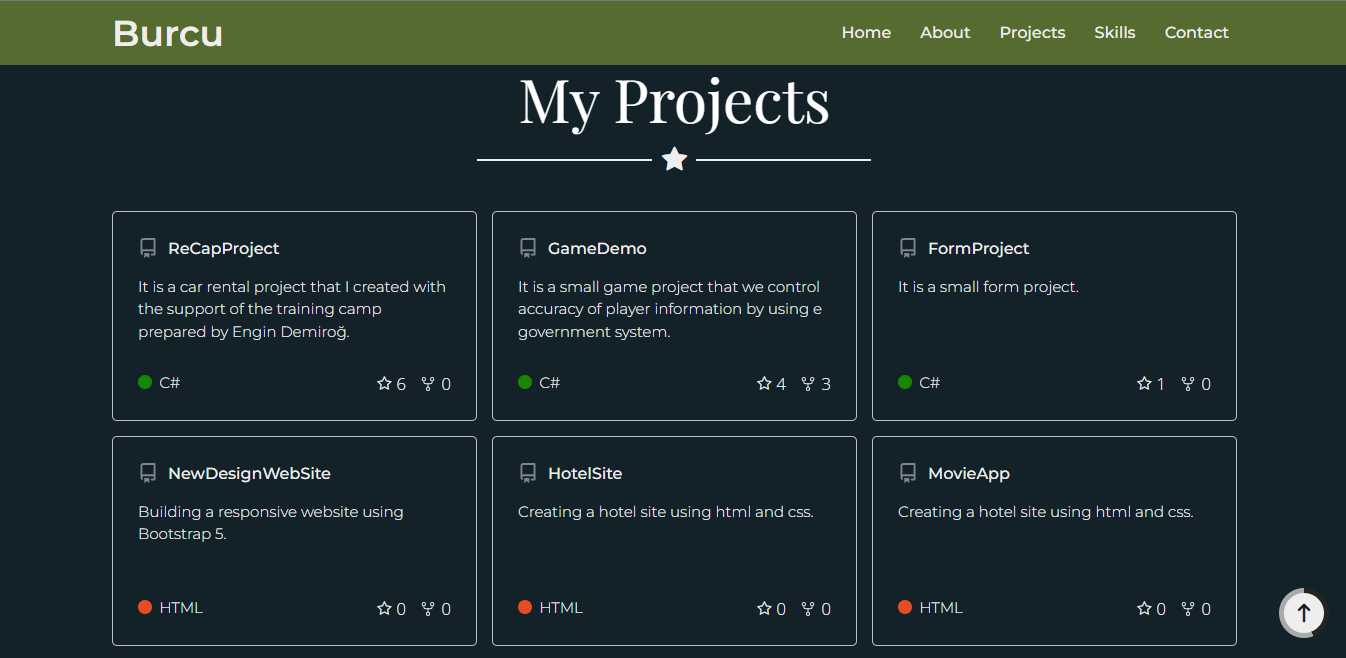 Burcu
Home About Projects Skills Contact
My Projects
ReCapProject
It is a car rental project that I created with
the support of the training camp
prepared by Engin Demiroğ.
C# 6 0
GameDemo
It is a small game project that we control
accuracy of player information by using e
government system.
C# 4 3
FormProject
It is a small form project.
C# 1 0
NewDesignWebSite
Building a responsive website using
Bootstrap 5.
HTML 0 0
HotelSite
Creating a hotel site using html and css.
HTML 0 0
MovieApp
Creating a hotel site using html and css.
HTML 0 0